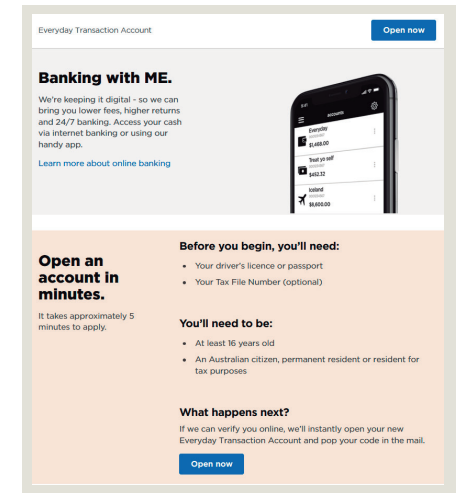 Everyday Transaction Account
Open now
Banking with ME.
We're keeping it digital - so we can
bring you lower fees, higher returns
and 24/7 banking. Access your cash
via internet banking or using our
handy app.
Learn more about online banking
9:41
accounts
Everyday
$1,468.00
Treat yo self
$452.32
Iceland
$8,600.00
Open an
account in
minutes.
It takes approximately 5
minutes to apply.
Before you begin, you'll need:
• Your driver's licence or passport
• Your Tax File Number (optional)
You'll need to be:
• At least 16 years old
• An Australian citizen, permanent resident or resident for
tax purposes
What happens next?
If we can verify you online, we'll instantly open your new
Everyday Transaction Account and pop your code in the mail.
Open now